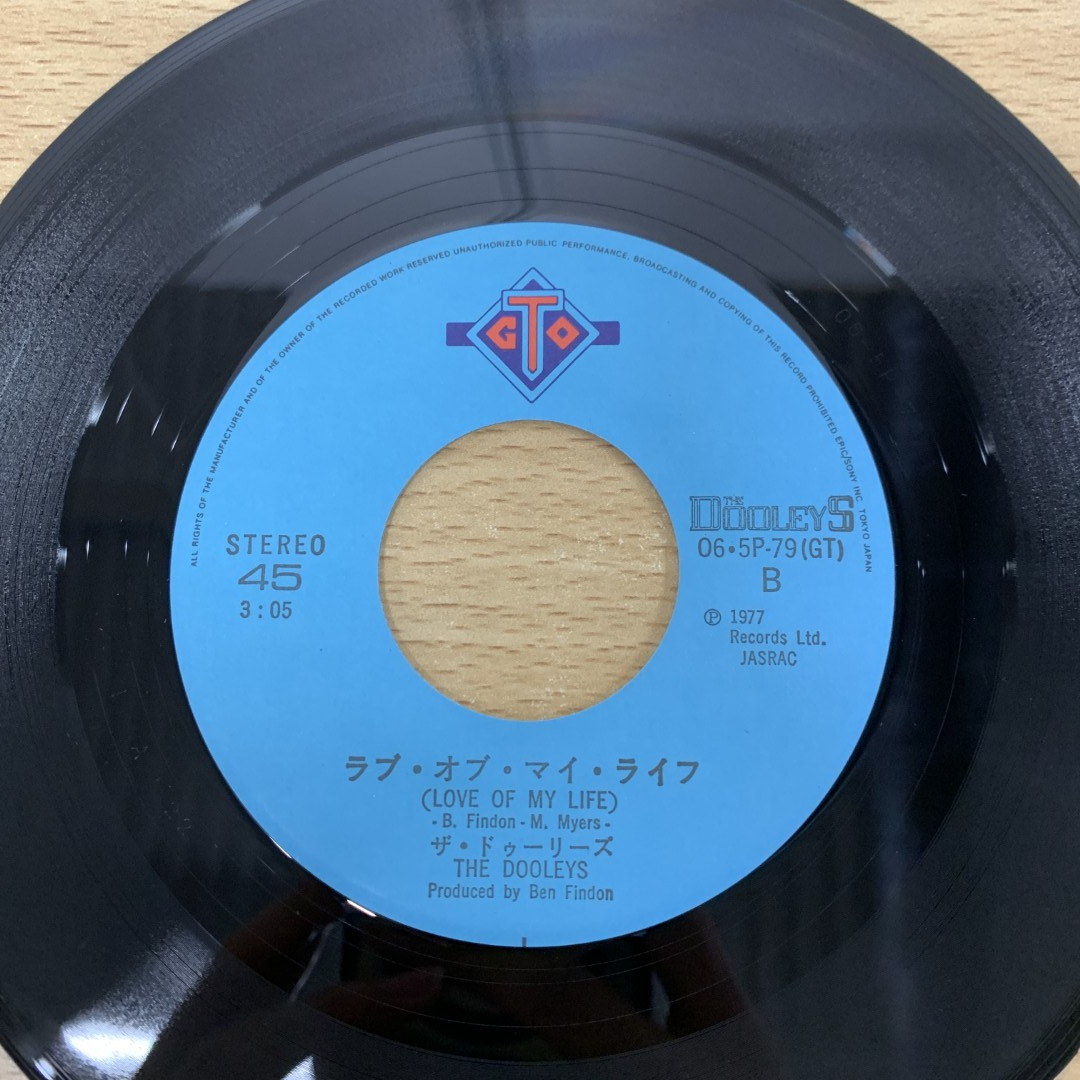 ALL RIGHTS OF THE MANUFACTURER AND OF THE OWNER OF THE RECORDED WORK RESERVED UNAUTHORIZED PUBLIC PERFORMANCE, BROADCASTING AND COPYING OF THIS RECORD PROHIBITED EPIC/SONY INC. TOKYO JAPAN
GTO
THE DOOLEYS
STEREO
45
3:05
06•5P-79(GT)
B
Ⓟ 1977
Records Ltd.
JASRAC
ラブ・オブ・マイ・ライフ
(LOVE OF MY LIFE)
- B. Findon - M. Myers -
ザ・ドゥーリーズ
THE DOOLEYS
Produced by Ben Findon